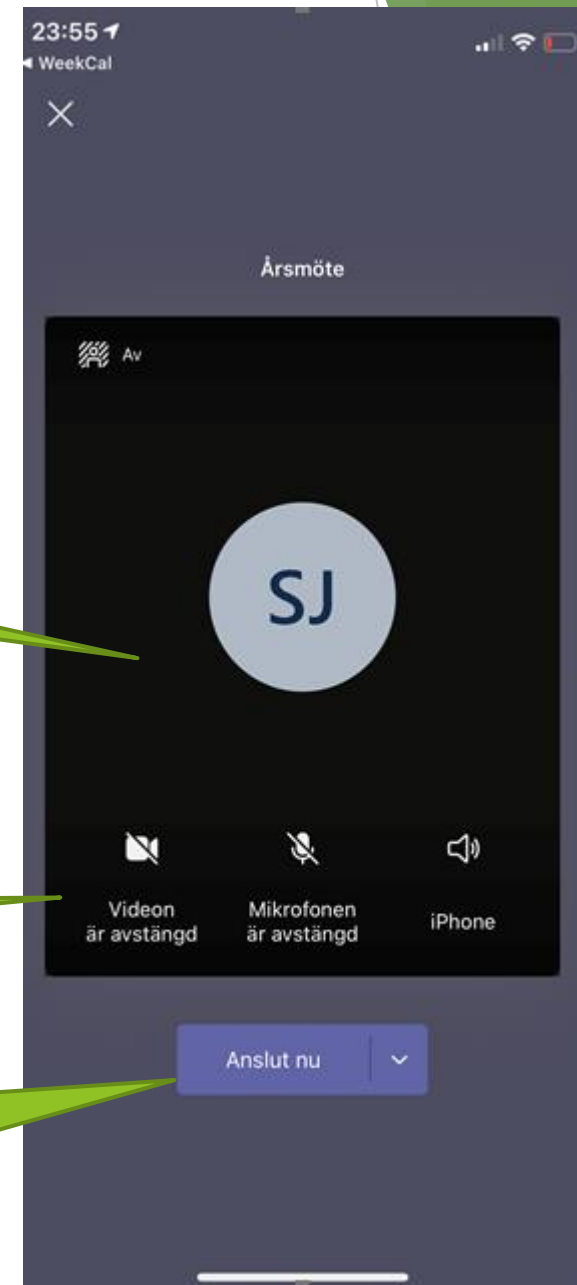 23:55
WeekCal
Årsmöte
Av
SJ
Videon
är avstängd
Mikrofonen
är avstängd
iPhone
Anslut nu